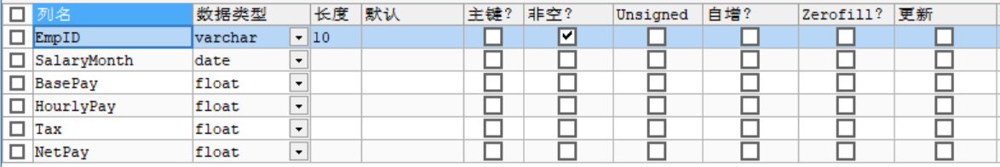 列名 数据类型 长度 默认 主键? 非空? Unsigned 自增? Zerofill? 更新
EmpID varchar 10
SalaryMonth date
BasePay float
HourlyPay float
Tax float
NetPay float